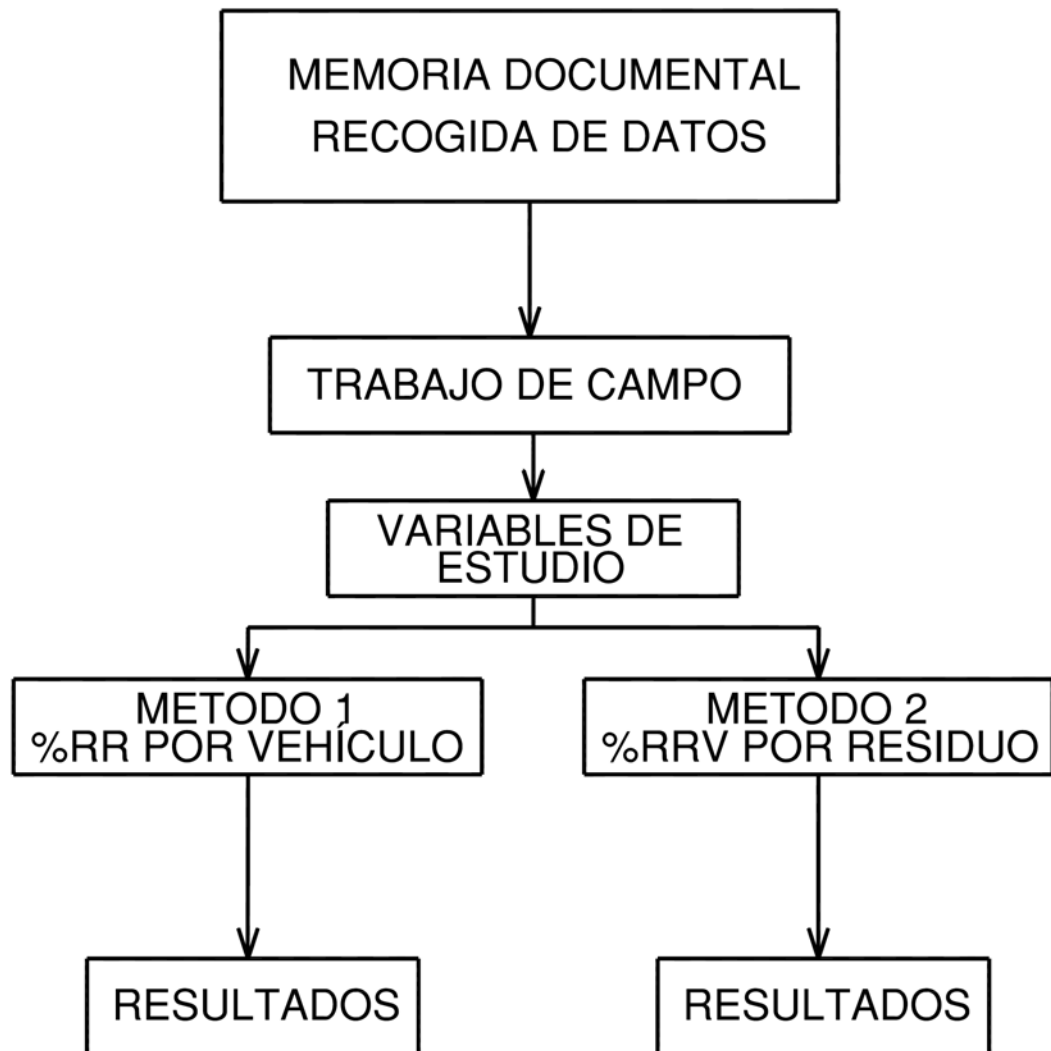 MEMORIA DOCUMENTAL
RECOGIDA DE DATOS
TRABAJO DE CAMPO
VARIABLES DE
ESTUDIO
METODO 1
%RR POR VEHÍCULO
METODO 2
%RRV POR RESIDUO
RESULTADOS
RESULTADOS